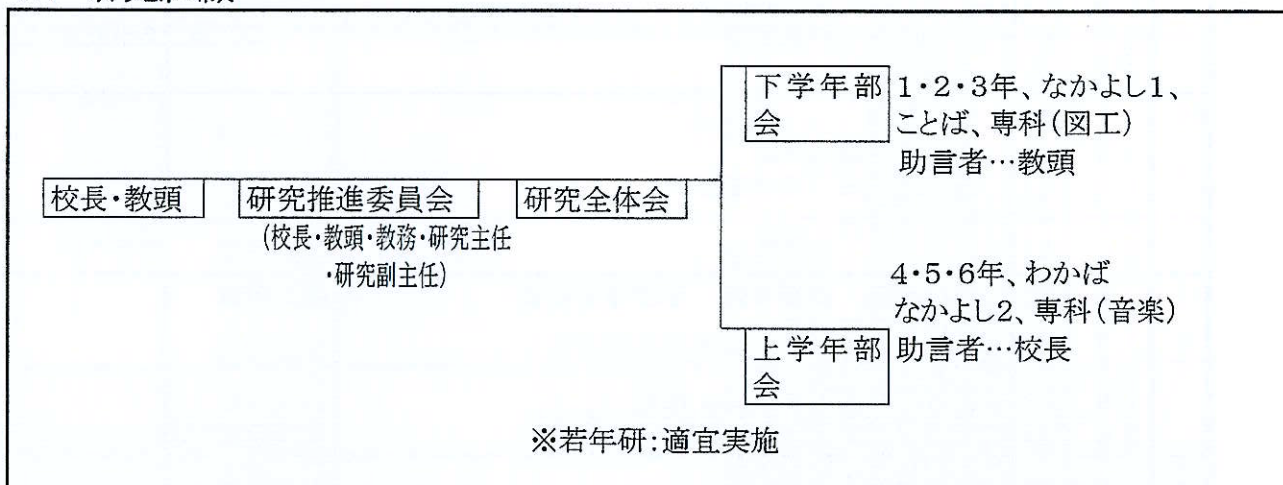 下学年部会
1・2・3年、なかよし1、
ことば、専科(図工)
助言者…教頭
校長・教頭
研究推進委員会
研究全体会
(校長・教頭・教務・研究主任
・研究副主任)
4・5・6年、わかば
なかよし2、専科(音楽)
上学年部会
助言者…校長
※若年研:適宜実施